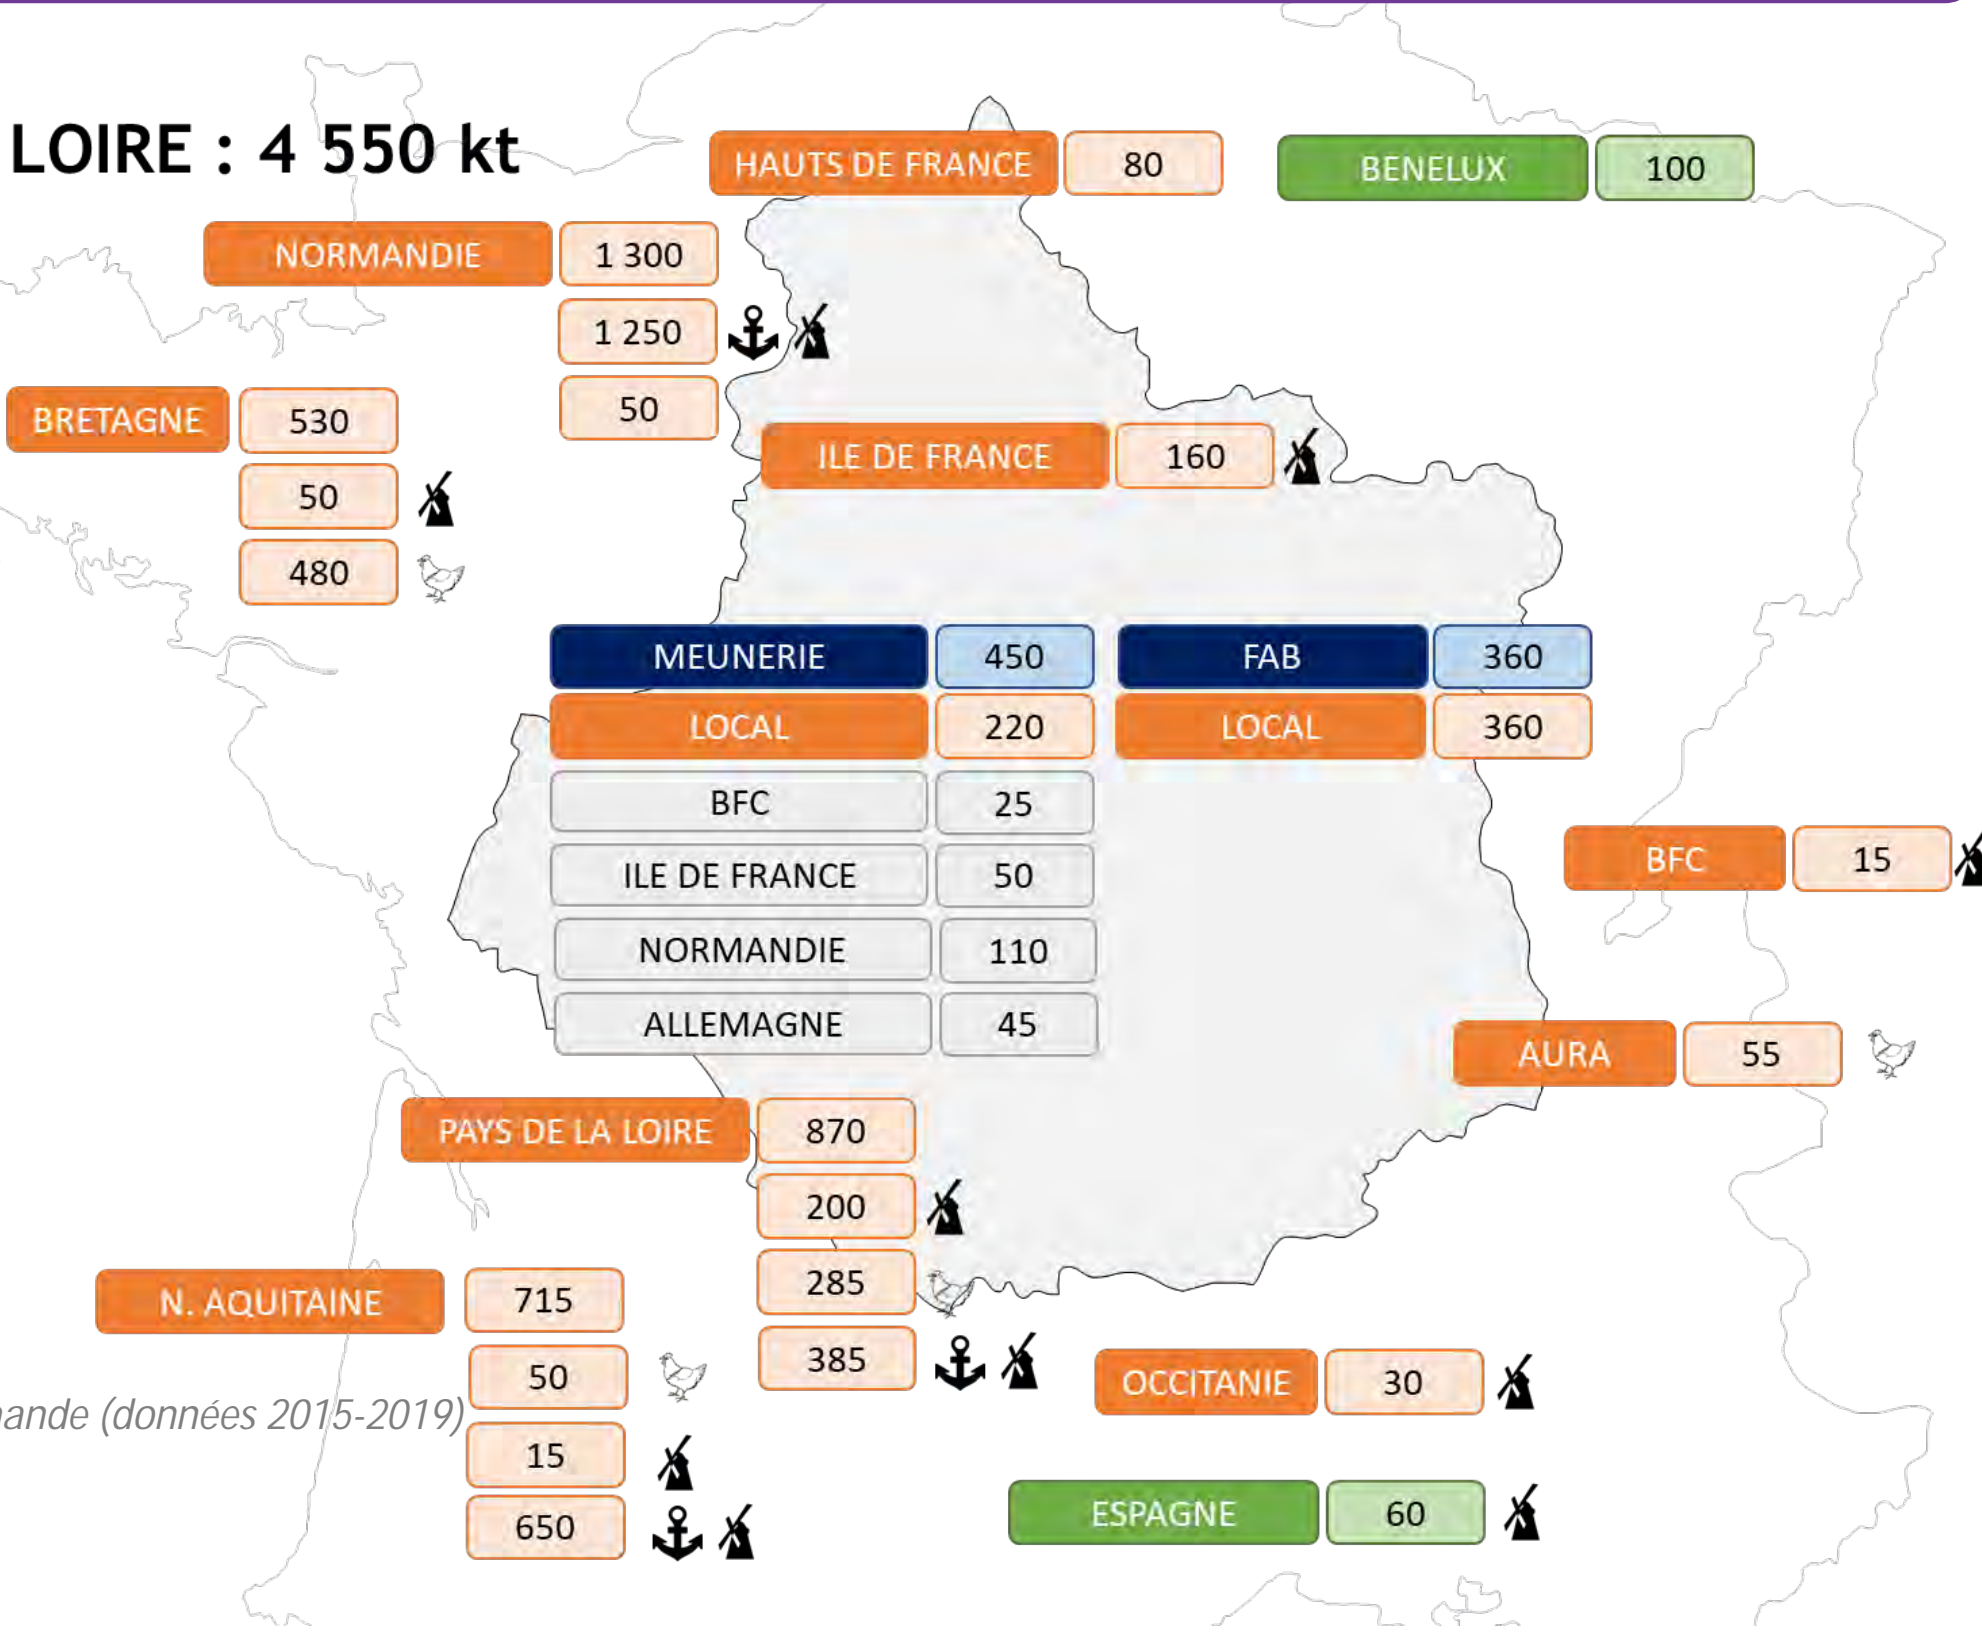 LOIRE : 4 550 kt
HAUTS DE FRANCE 80
BENELUX 100
NORMANDIE 1 300
1 250
50
BRETAGNE 530
50
480
ILE DE FRANCE 160
MEUNERIE 450 FAB 360
LOCAL 220 LOCAL 360
BFC 25
ILE DE FRANCE 50
NORMANDIE 110
ALLEMAGNE 45
BFC 15
AURA 55
PAYS DE LA LOIRE 870
200
285
385
N. AQUITAINE 715
50
15
650
(données 2015-2019)
OCCITANIE 30
ESPAGNE 60